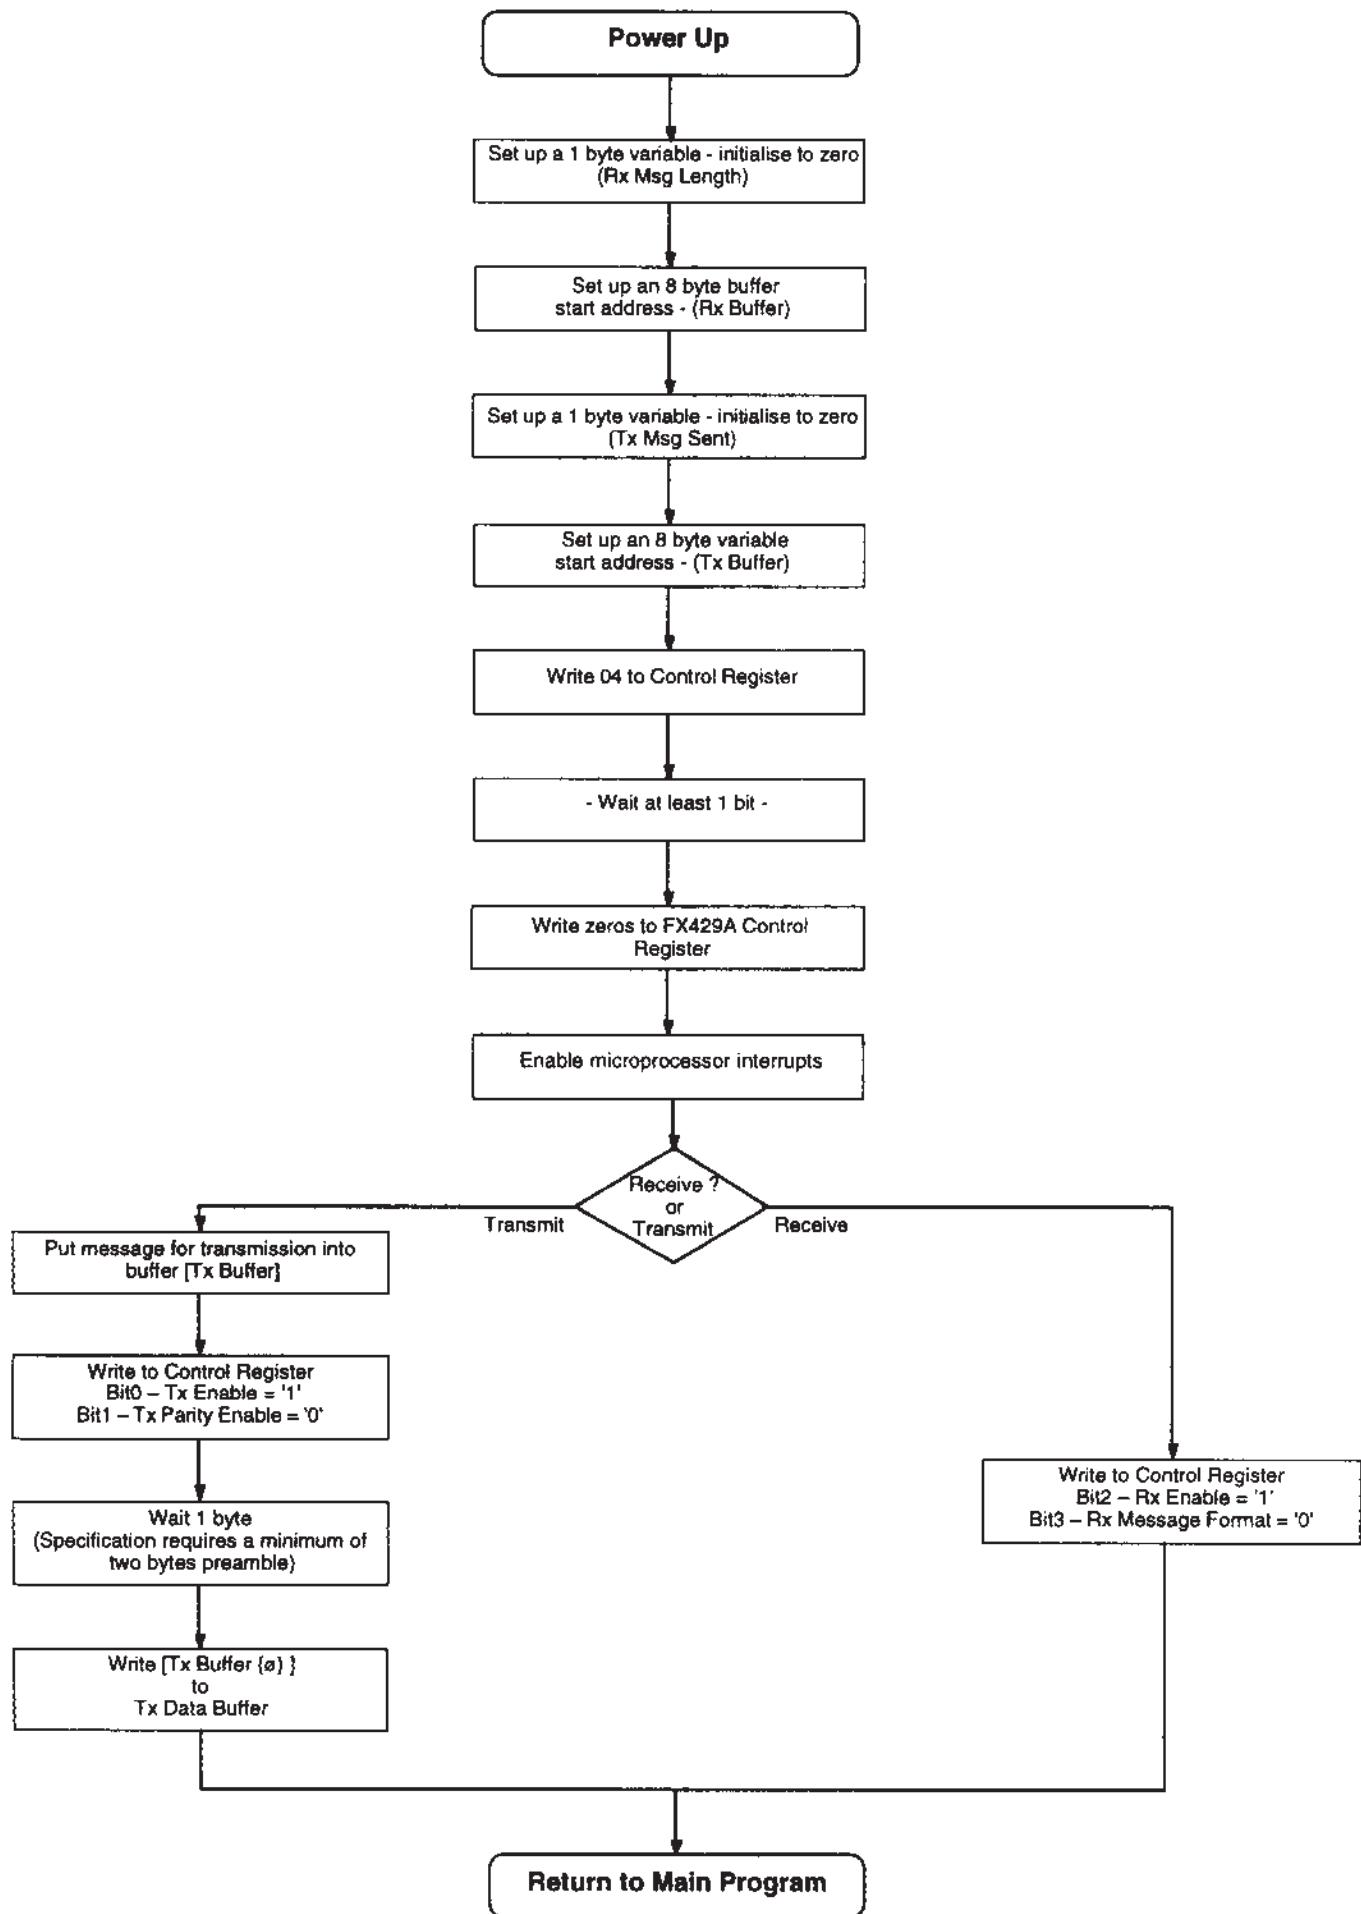 Power Up
Set up a 1 byte variable - initialise to zero
(Rx Msg Length)
Set up an 8 byte buffer
start address - (Rx Buffer)
Set up a 1 byte variable - initialise to zero
(Tx Msg Sent)
Set up an 8 byte variable
start address - (Tx Buffer)
Write 04 to Control Register
- Wait at least 1 bit -
Write zeros to FX429A Control
Register
Enable microprocessor interrupts
Receive ?
or
Transmit
Transmit
Receive
Put message for transmission into
buffer [Tx Buffer]
Write to Control Register
Bit0 – Tx Enable = '1'
Bit1 – Tx Parity Enable = '0'
Wait 1 byte
(Specification requires a minimum of
two bytes preamble)
Write [Tx Buffer (ø) ]
to
Tx Data Buffer
Write to Control Register
Bit2 – Rx Enable = '1'
Bit3 – Rx Message Format = '0'
Return to Main Program